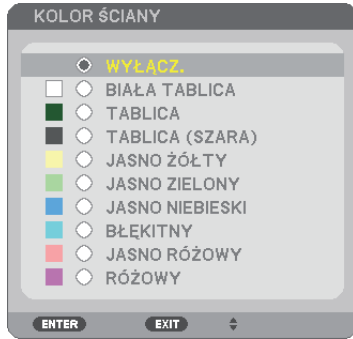 KOLOR ŚCIANY
WYŁĄCZ.
BIAŁA TABLICA
TABLICA
TABLICA (SZARA)
JASNO ŻÓŁTY
JASNO ZIELONY
JASNO NIEBIESKI
BŁĘKITNY
JASNO RÓŻOWY
RÓŻOWY
ENTER EXIT